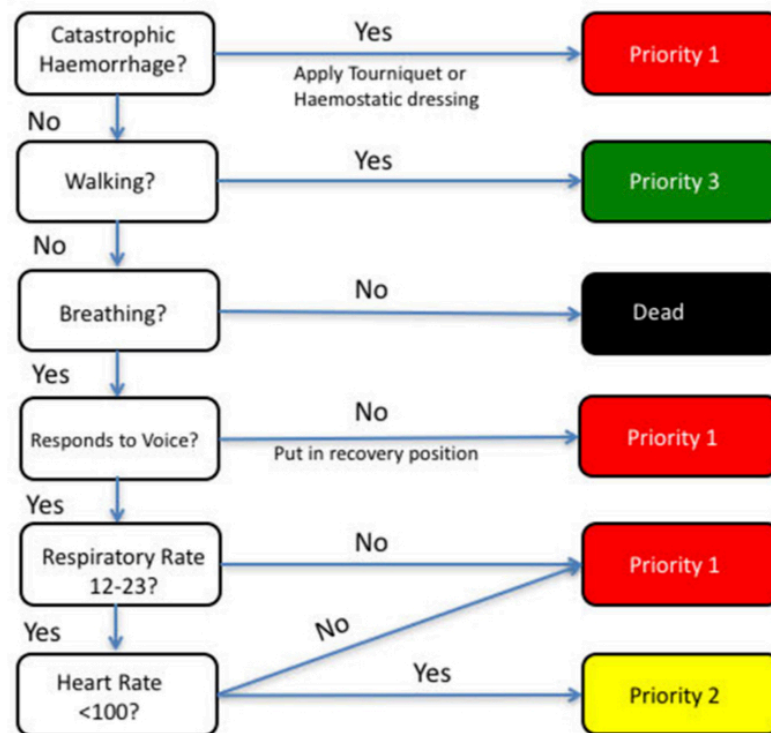 Catastrophic
Haemorrhage?
Yes
Apply Tourniquet or
Haemostatic dressing
Priority 1
No
Walking?
Yes
Priority 3
No
Breathing?
No
Dead
Yes
Responds to Voice?
No
Put in recovery position
Priority 1
Yes
Respiratory Rate
12-23?
No
Priority 1
Yes
No
Heart Rate
<100?
Yes
Priority 2